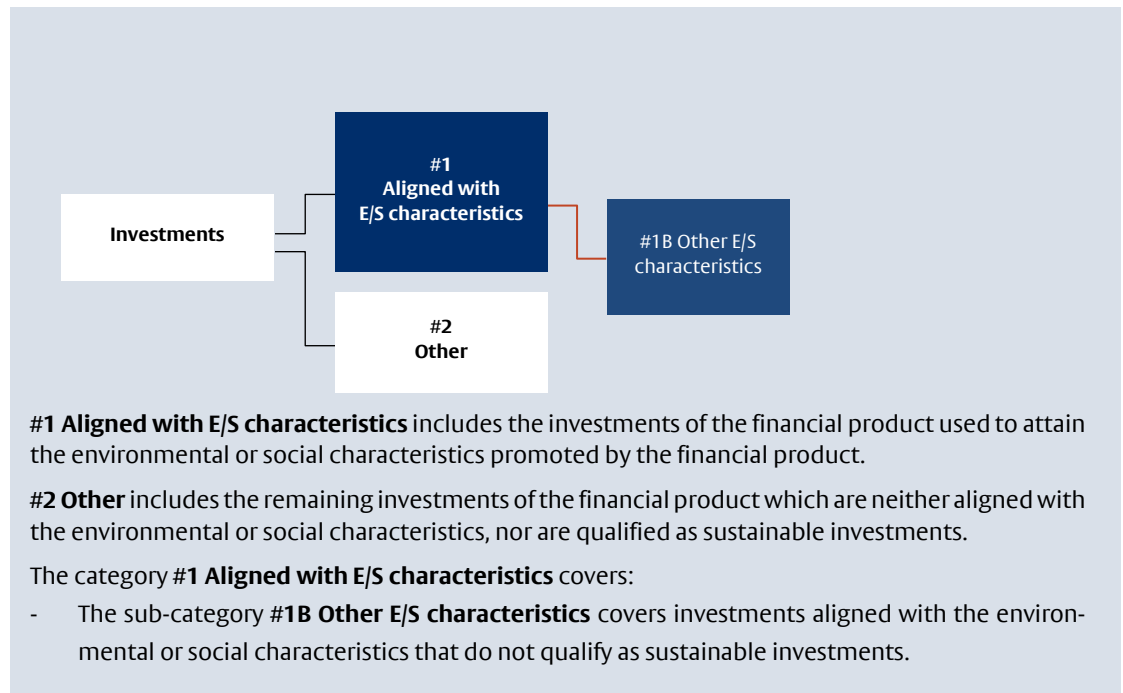 #1
Aligned with
E/S characteristics
Investments
#1B Other E/S
characteristics
#2
Other
#1 Aligned with E/S characteristics includes the investments of the financial product used to attain
the environmental or social characteristics promoted by the financial product.
#2 Other includes the remaining investments of the financial product which are neither aligned with
the environmental or social characteristics, nor are qualified as sustainable investments.
The category #1 Aligned with E/S characteristics covers:
- The sub-category #1B Other E/S characteristics covers investments aligned with the environ-
mental or social characteristics that do not qualify as sustainable investments.